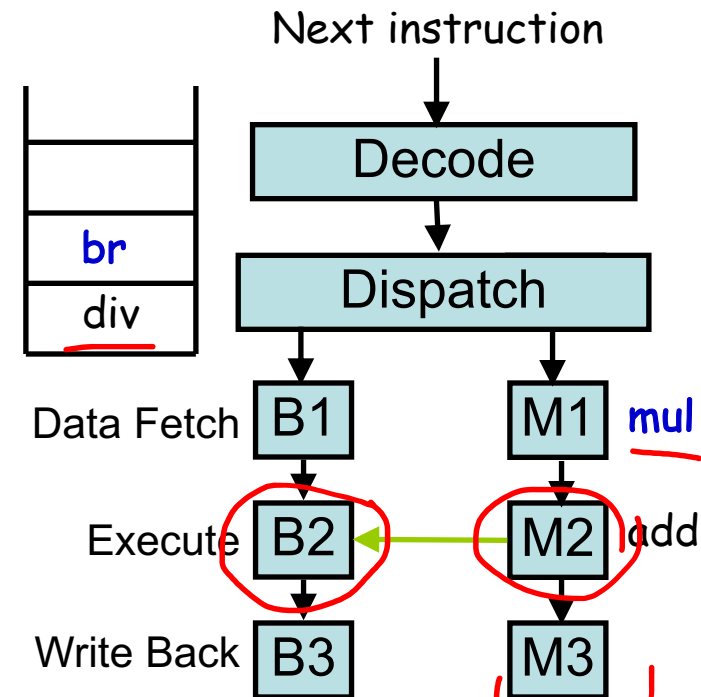 Next instruction
Decode
br
Dispatch
div
Data Fetch B1 M1 mul
Execute B2 M2 add
Write Back B3 M3